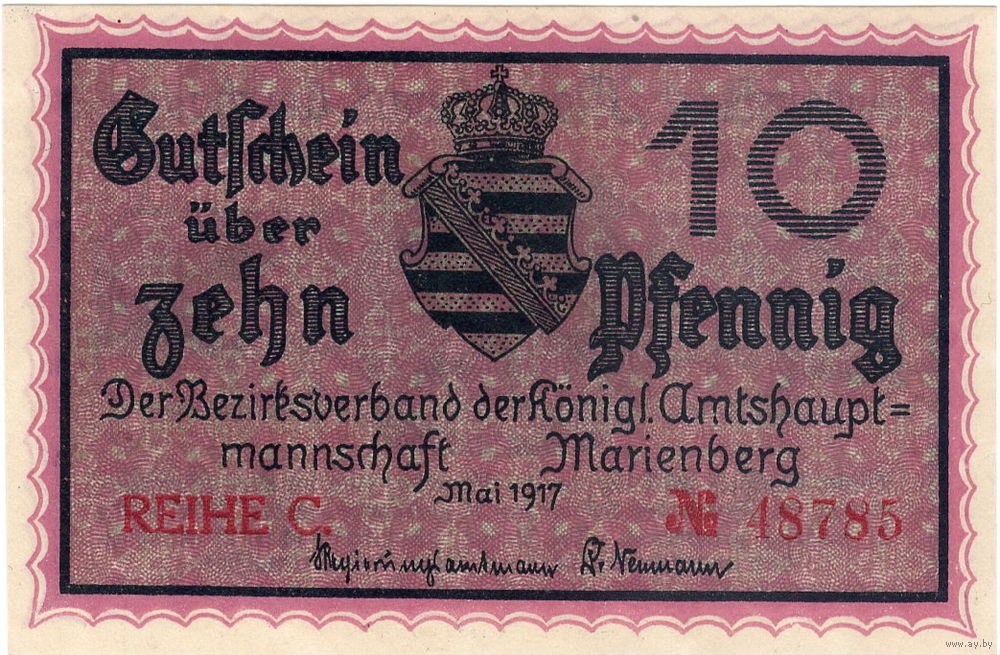 Gutschein 10
über
zehn Pfennig
Der Bezirksverband der Königl. Amtshaupt=
mannschaft Marienberg
Mai 1917
REIHE C. № 48785
Regierungsamtmann Dr. Neumann
www.ay.by